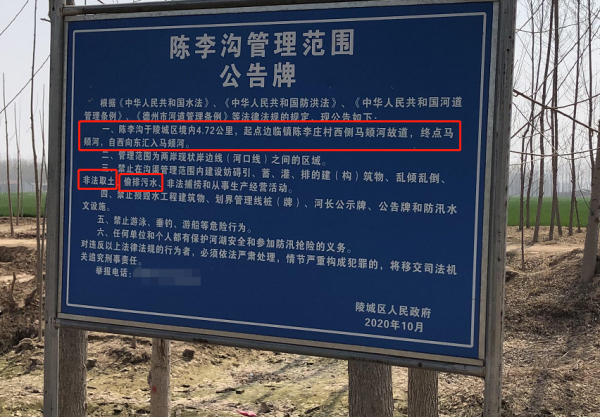 陈李沟管理范围
公告牌
根据《中华人民共和国水法》、《中华人民共和国防洪法》、《中华人民共和国河道
管理条例》、《德州市河道管理条例》等法律法规的规定，现公告如下：
一、陈李沟于陵城区境内4.72公里，起点边临镇陈李庄村西侧马颊河故道，终点马
颊河，自西向东汇入马颊河。
二、管理范围为两岸现状岸边线（河口线）之间的区域。
三、禁止在沟渠管理范围内建设妨碍引、蓄、灌、排的建（构）筑物、乱倾乱倒、
非法取土、偷排污水、非法捕捞和从事生产经营活动。
四、禁止损毁水工程建筑物、划界管理线桩（牌）、河长公示牌、公告牌和防汛水
文设施。
五、禁止游泳、垂钓、游船等危险行为。
六、任何单位和个人都有保护河湖安全和参加防汛抢险的义务。
对违反以上法律法规的行为者，必须依法严肃处理，情节严重构成犯罪的，将移交司法机
关追究刑事责任。
举报电话：
陵城区人民政府
2020年10月